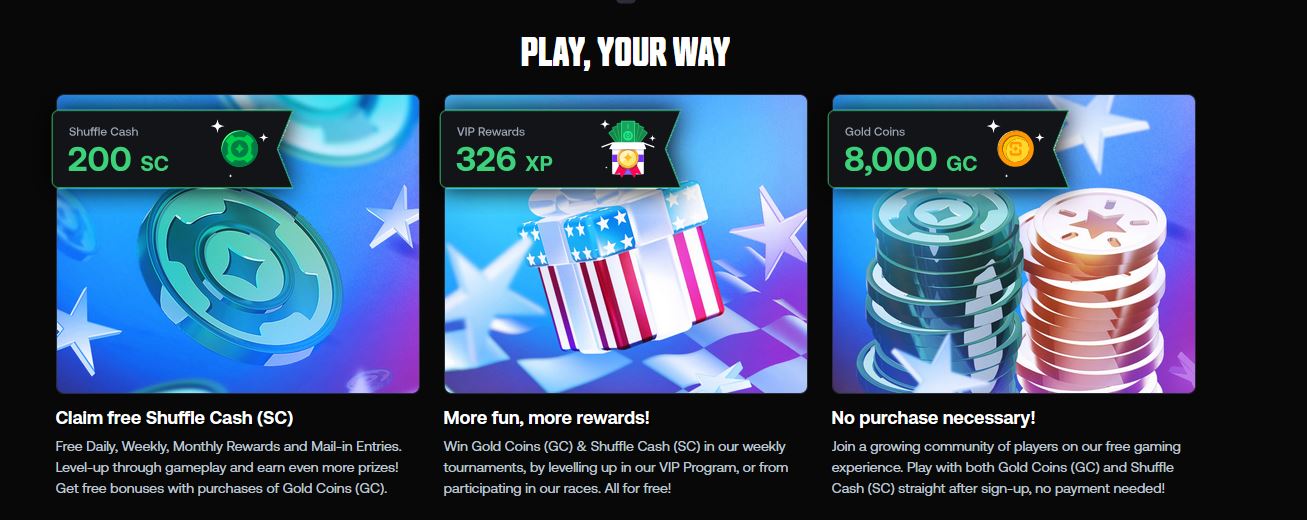 PLAY, YOUR WAY
Shuffle Cash
200 SC
Claim free Shuffle Cash (SC)
Free Daily, Weekly, Monthly Rewards and Mail-in Entries.
Level-up through gameplay and earn even more prizes!
Get free bonuses with purchases of Gold Coins (GC).
VIP Rewards
326 XP
More fun, more rewards!
Win Gold Coins (GC) & Shuffle Cash (SC) in our weekly
tournaments, by levelling up in our VIP Program, or from
participating in our races. All for free!
Gold Coins
8,000 GC
No purchase necessary!
Join a growing community of players on our free gaming
experience. Play with both Gold Coins (GC) and Shuffle
Cash (SC) straight after sign-up, no payment needed!